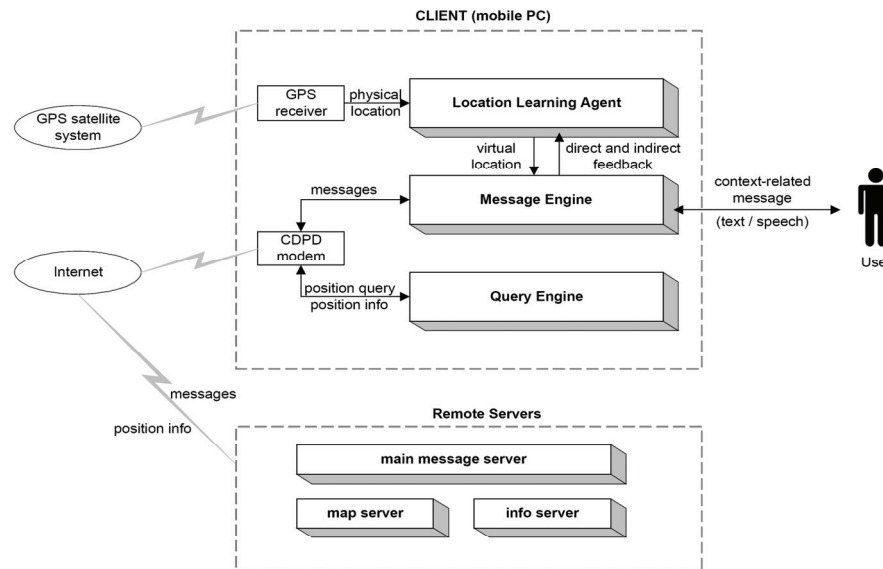 CLIENT (mobile PC)
GPS satellite
system
GPS
receiver
physical
location
Location Learning Agent
virtual
location
direct and indirect
feedback
messages
Message Engine
context-related
message
(text / speech)
Use
CDPD
modem
Internet
position query
position info
Query Engine
messages
position info
Remote Servers
main message server
map server
info server